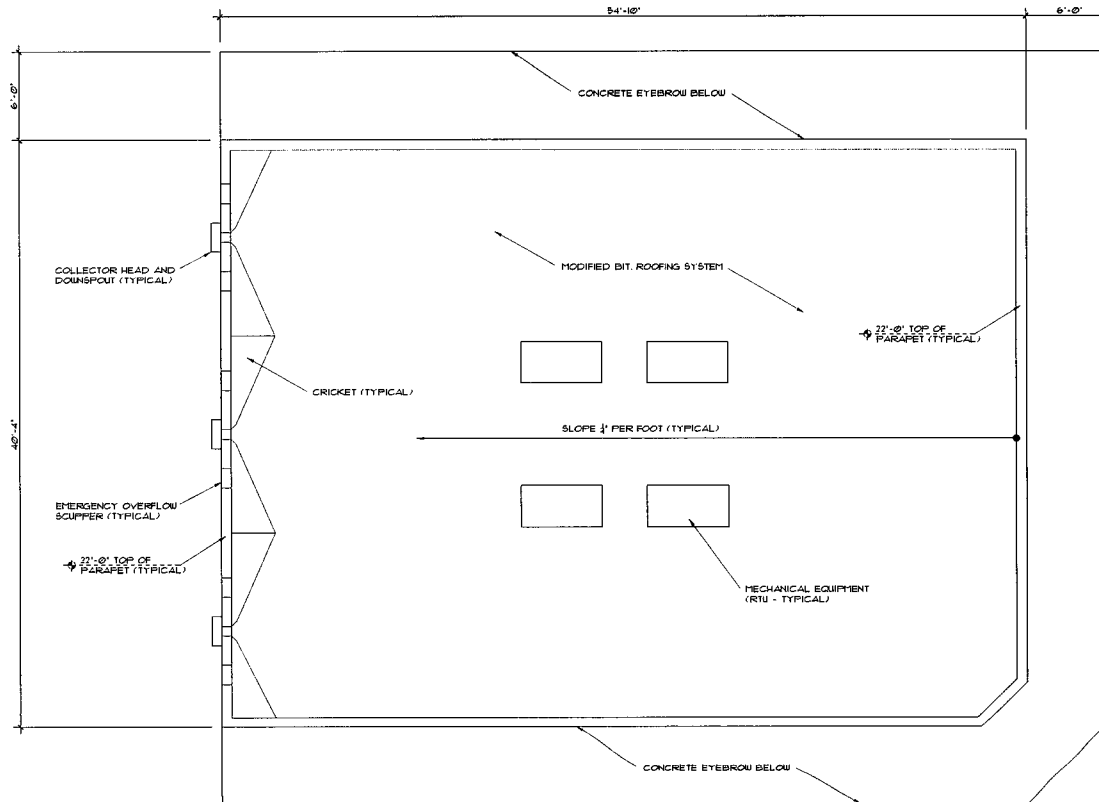 54'-10"
6'-0"
6'-0"
CONCRETE EYEBROW BELOW
COLLECTOR HEAD AND
DOWNSPOUT (TYPICAL)
MODIFIED BIT. ROOFING SYSTEM
22'-0" TOP OF
PARAPET (TYPICAL)
CRICKET (TYPICAL)
40'-4"
SLOPE 1/4" PER FOOT (TYPICAL)
EMERGENCY OVERFLOW
SCUPPER (TYPICAL)
22'-0" TOP OF
PARAPET (TYPICAL)
MECHANICAL EQUIPMENT
(RTU - TYPICAL)
CONCRETE EYEBROW BELOW